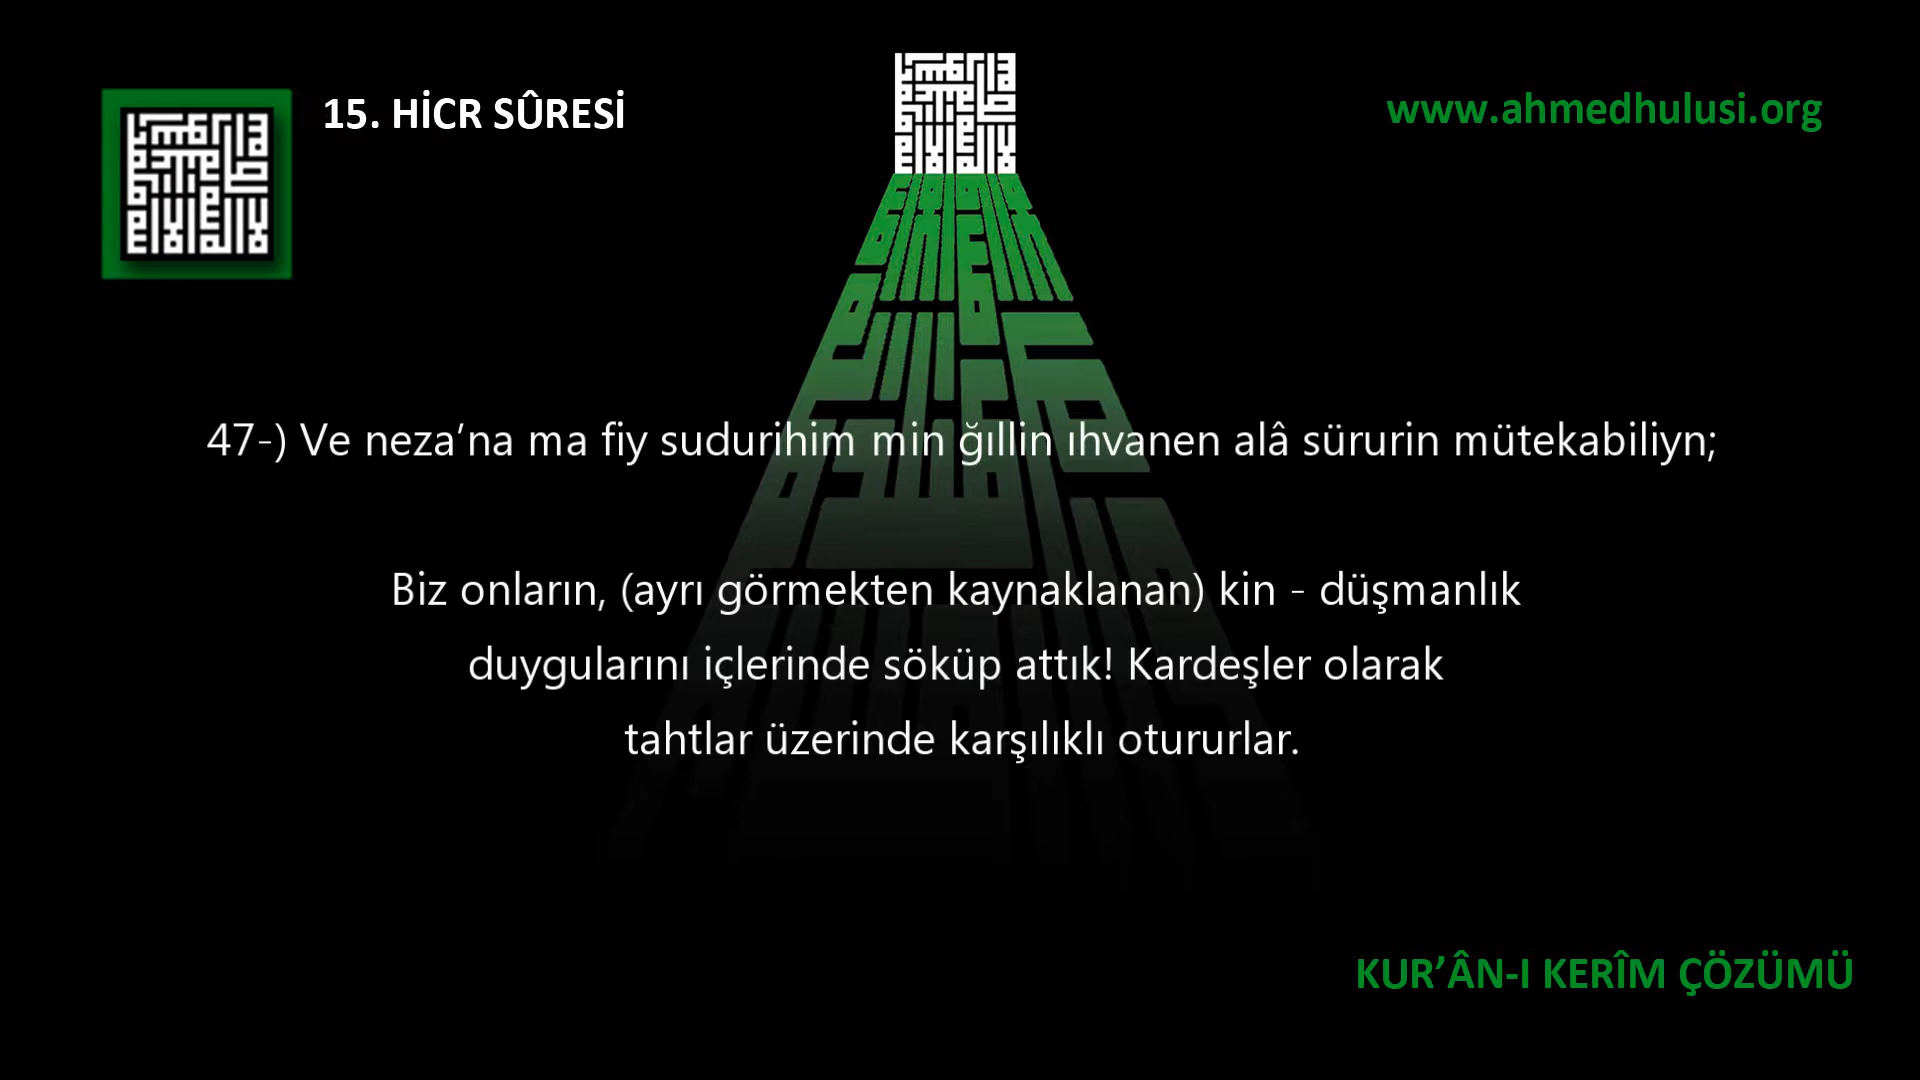 15. HİCR SÛRESİ
www.ahmedhulusi.org
47-) Ve neza’na ma fiy sudurihim min ğıllin ıhvanen alâ sürurin mütekabiliyn;
Biz onların, (ayrı görmekten kaynaklanan) kin - düşmanlık
duygularını içlerinde söküp attık! Kardeşler olarak
tahtlar üzerinde karşılıklı otururlar.
KUR’ÂN-I KERÎM ÇÖZÜMÜ